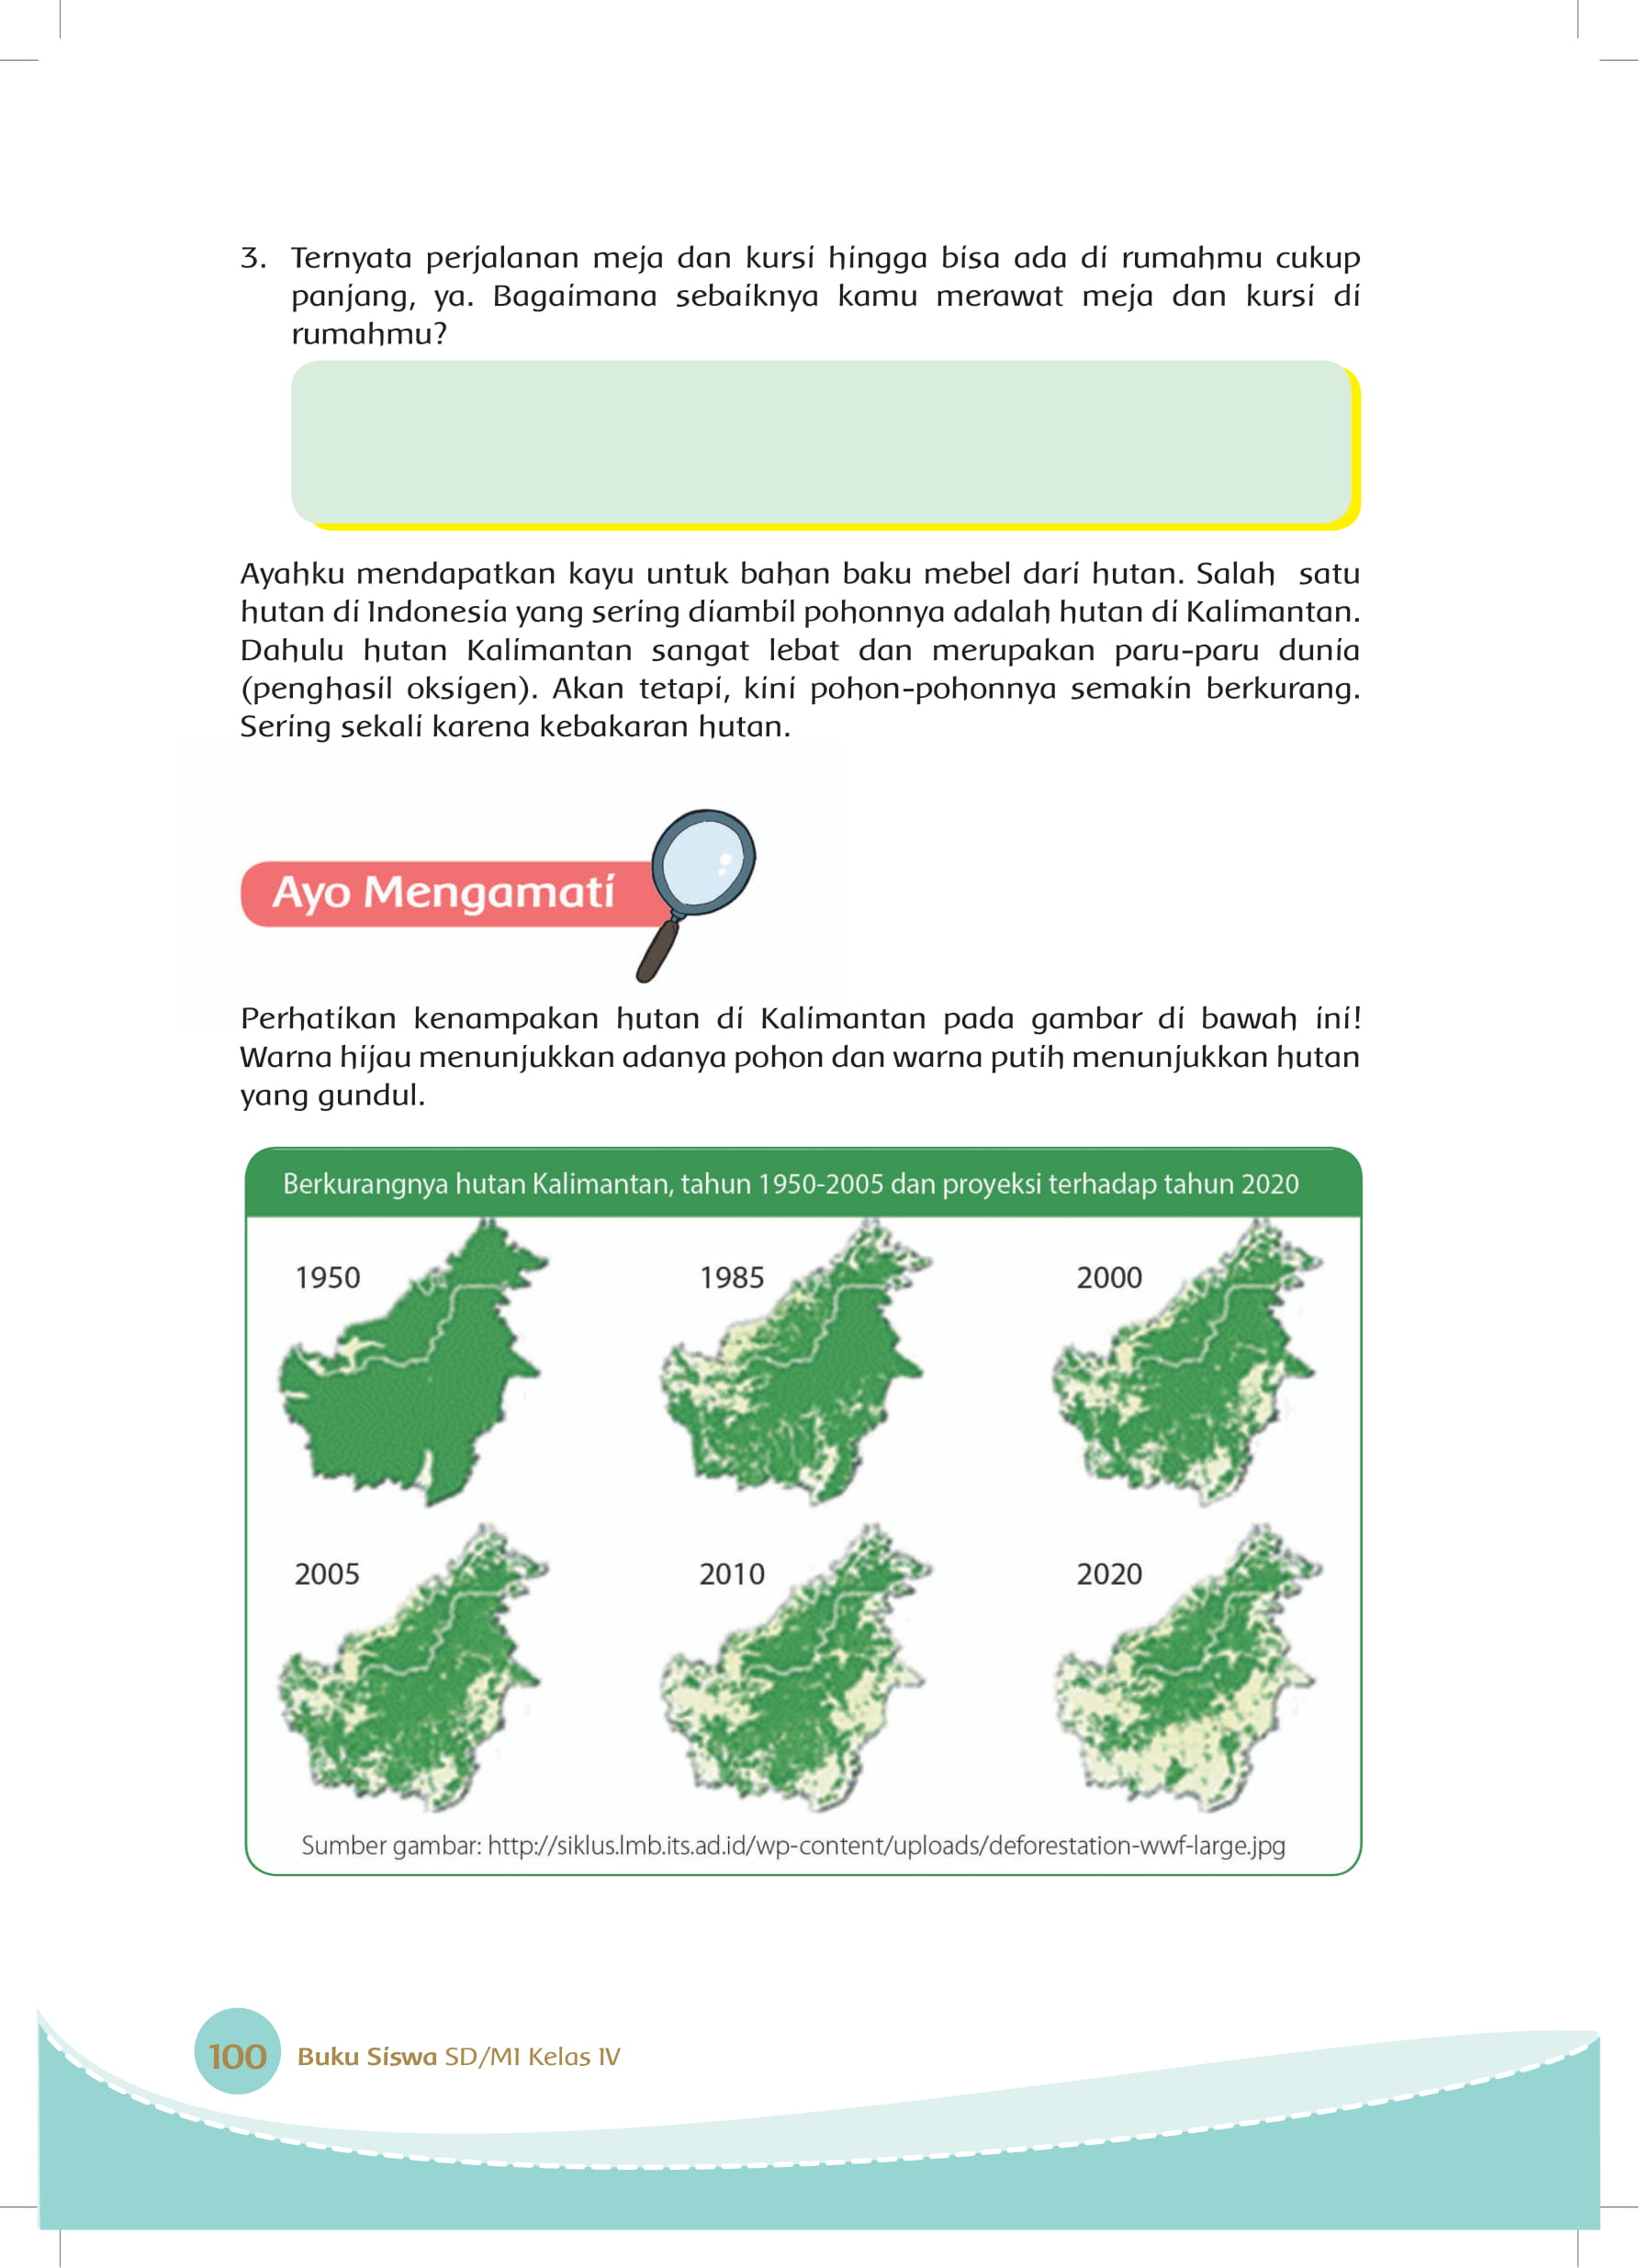 3. Ternyata perjalanan meja dan kursi hingga bisa ada di rumahmu cukup
panjang, ya. Bagaimana sebaiknya kamu merawat meja dan kursi di
rumahmu?
Ayahku mendapatkan kayu untuk bahan baku mebel dari hutan. Salah satu
hutan di Indonesia yang sering diambil pohonnya adalah hutan di Kalimantan.
Dahulu hutan Kalimantan sangat lebat dan merupakan paru-paru dunia
(penghasil oksigen). Akan tetapi, kini pohon-pohonnya semakin berkurang.
Sering sekali karena kebakaran hutan.
Ayo Mengamati
Perhatikan kenampakan hutan di Kalimantan pada gambar di bawah ini!
Warna hijau menunjukkan adanya pohon dan warna putih menunjukkan hutan
yang gundul.
Berkurangnya hutan Kalimantan, tahun 1950-2005 dan proyeksi terhadap tahun 2020
1950 1985 2000
2005 2010 2020
Sumber gambar: http://siklus.lmb.its.ad.id/wp-content/uploads/deforestation-wwf-large.jpg
100 Buku Siswa SD/MI Kelas IV